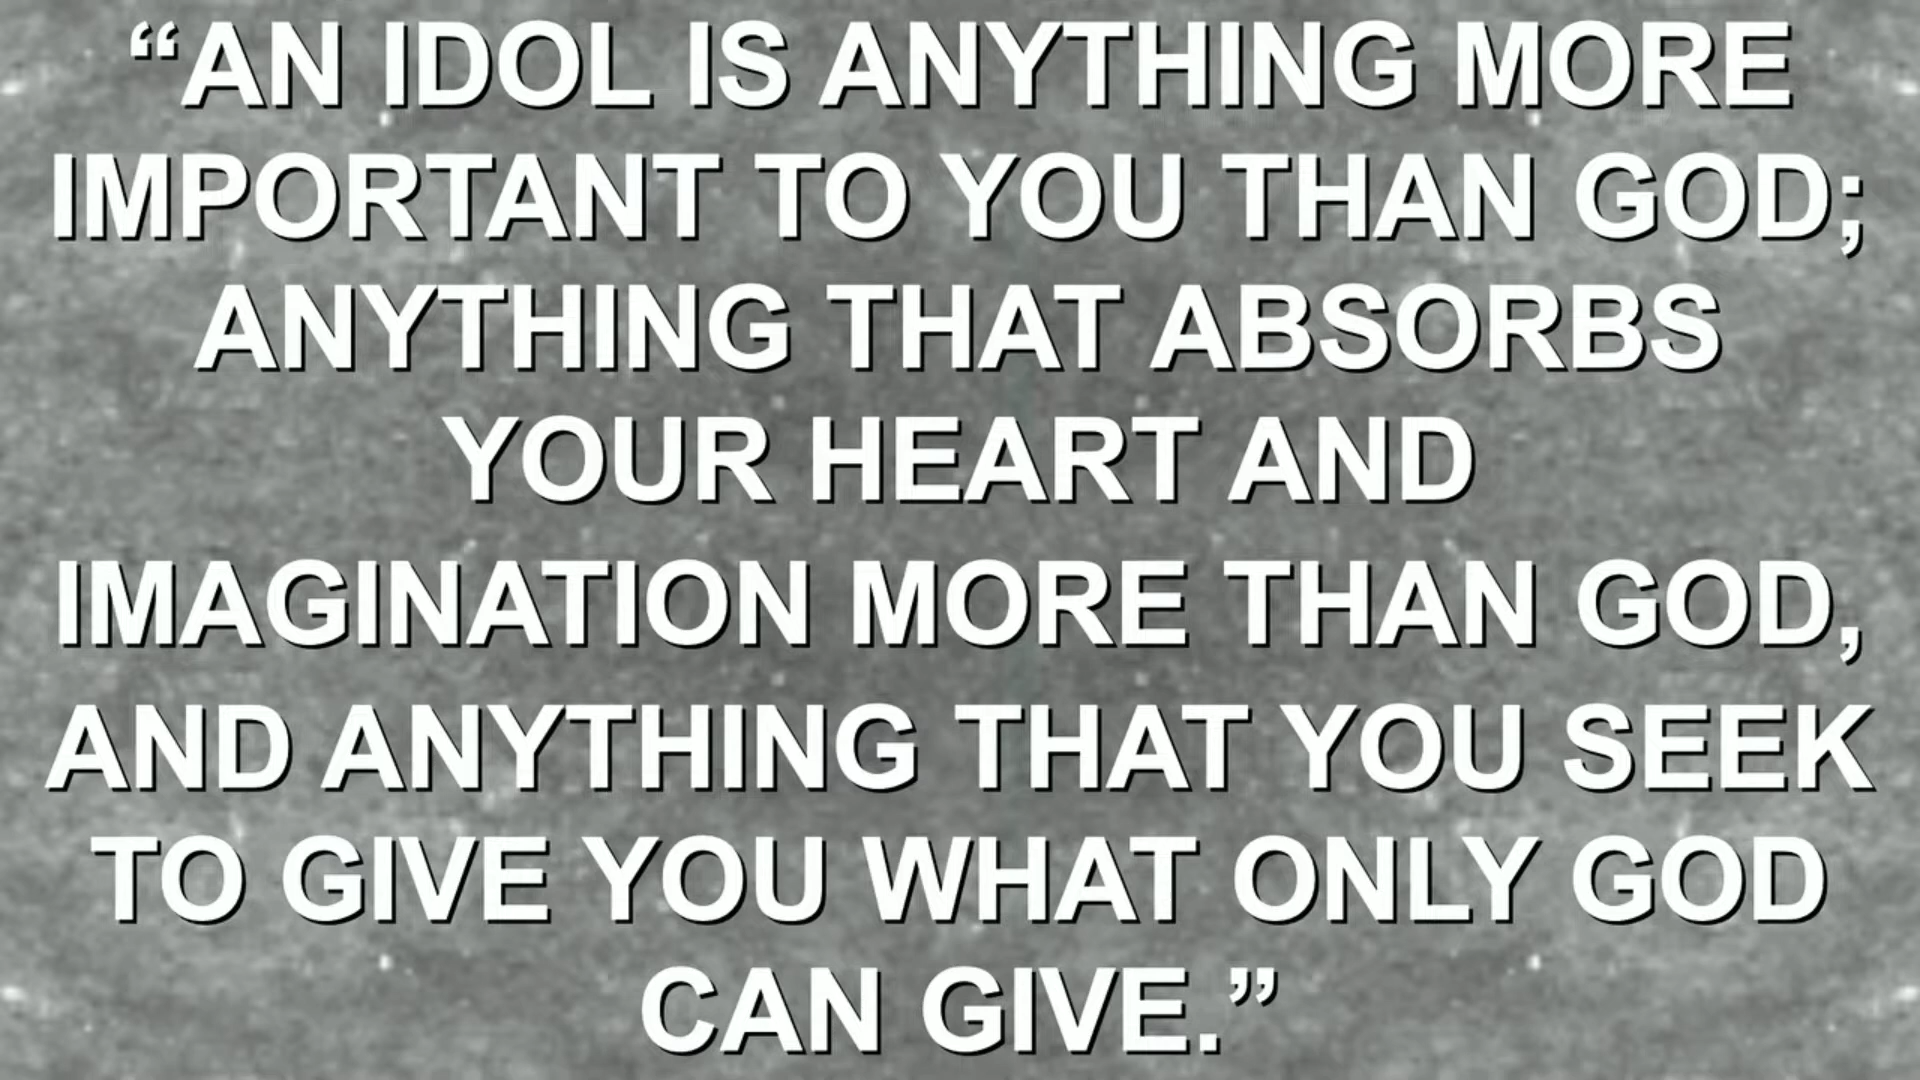 “AN IDOL IS ANYTHING MORE
IMPORTANT TO YOU THAN GOD;
ANYTHING THAT ABSORBS
YOUR HEART AND
IMAGINATION MORE THAN GOD,
AND ANYTHING THAT YOU SEEK
TO GIVE YOU WHAT ONLY GOD
CAN GIVE.”